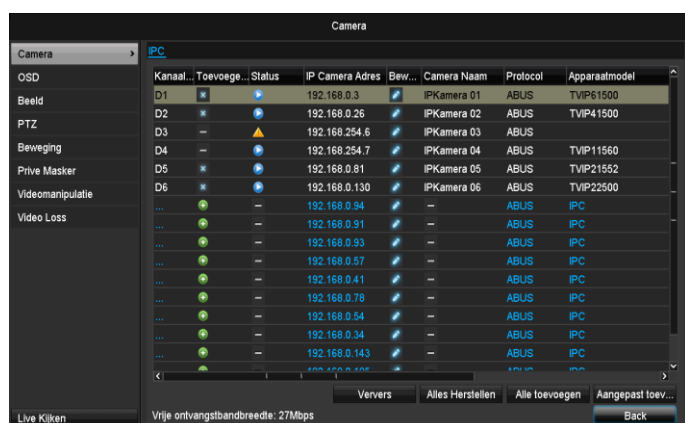 Camera
Camera
OSD
Beeld
PTZ
Beweging
Prive Masker
Videomanipulatie
Video Loss
Live Kijken
IPC
Kanaal... Toevoege... Status IP Camera Adres Bew... Camera Naam Protocol Apparaatmodel
D1 192.168.0.3 IPKamera 01 ABUS TVIP61500
D2 192.168.0.26 IPKamera 02 ABUS TVIP41500
D3 – 192.168.254.6 IPKamera 03 ABUS
D4 – 192.168.254.7 IPKamera 04 ABUS TVIP11560
D5 192.168.0.81 IPKamera 05 ABUS TVIP21552
D6 192.168.0.130 IPKamera 06 ABUS TVIP22500
... – 192.168.0.94 – ABUS IPC
... – 192.168.0.91 – ABUS IPC
... – 192.168.0.93 – ABUS IPC
... – 192.168.0.57 – ABUS IPC
... – 192.168.0.41 – ABUS IPC
... – 192.168.0.78 – ABUS IPC
... – 192.168.0.54 – ABUS IPC
... – 192.168.0.34 – ABUS IPC
... – 192.168.0.143 – ABUS IPC
Ververs Alles Herstellen Alle toevoegen Aangepast toev...
Vrije ontvangstbandbreedte: 27Mbps
Back